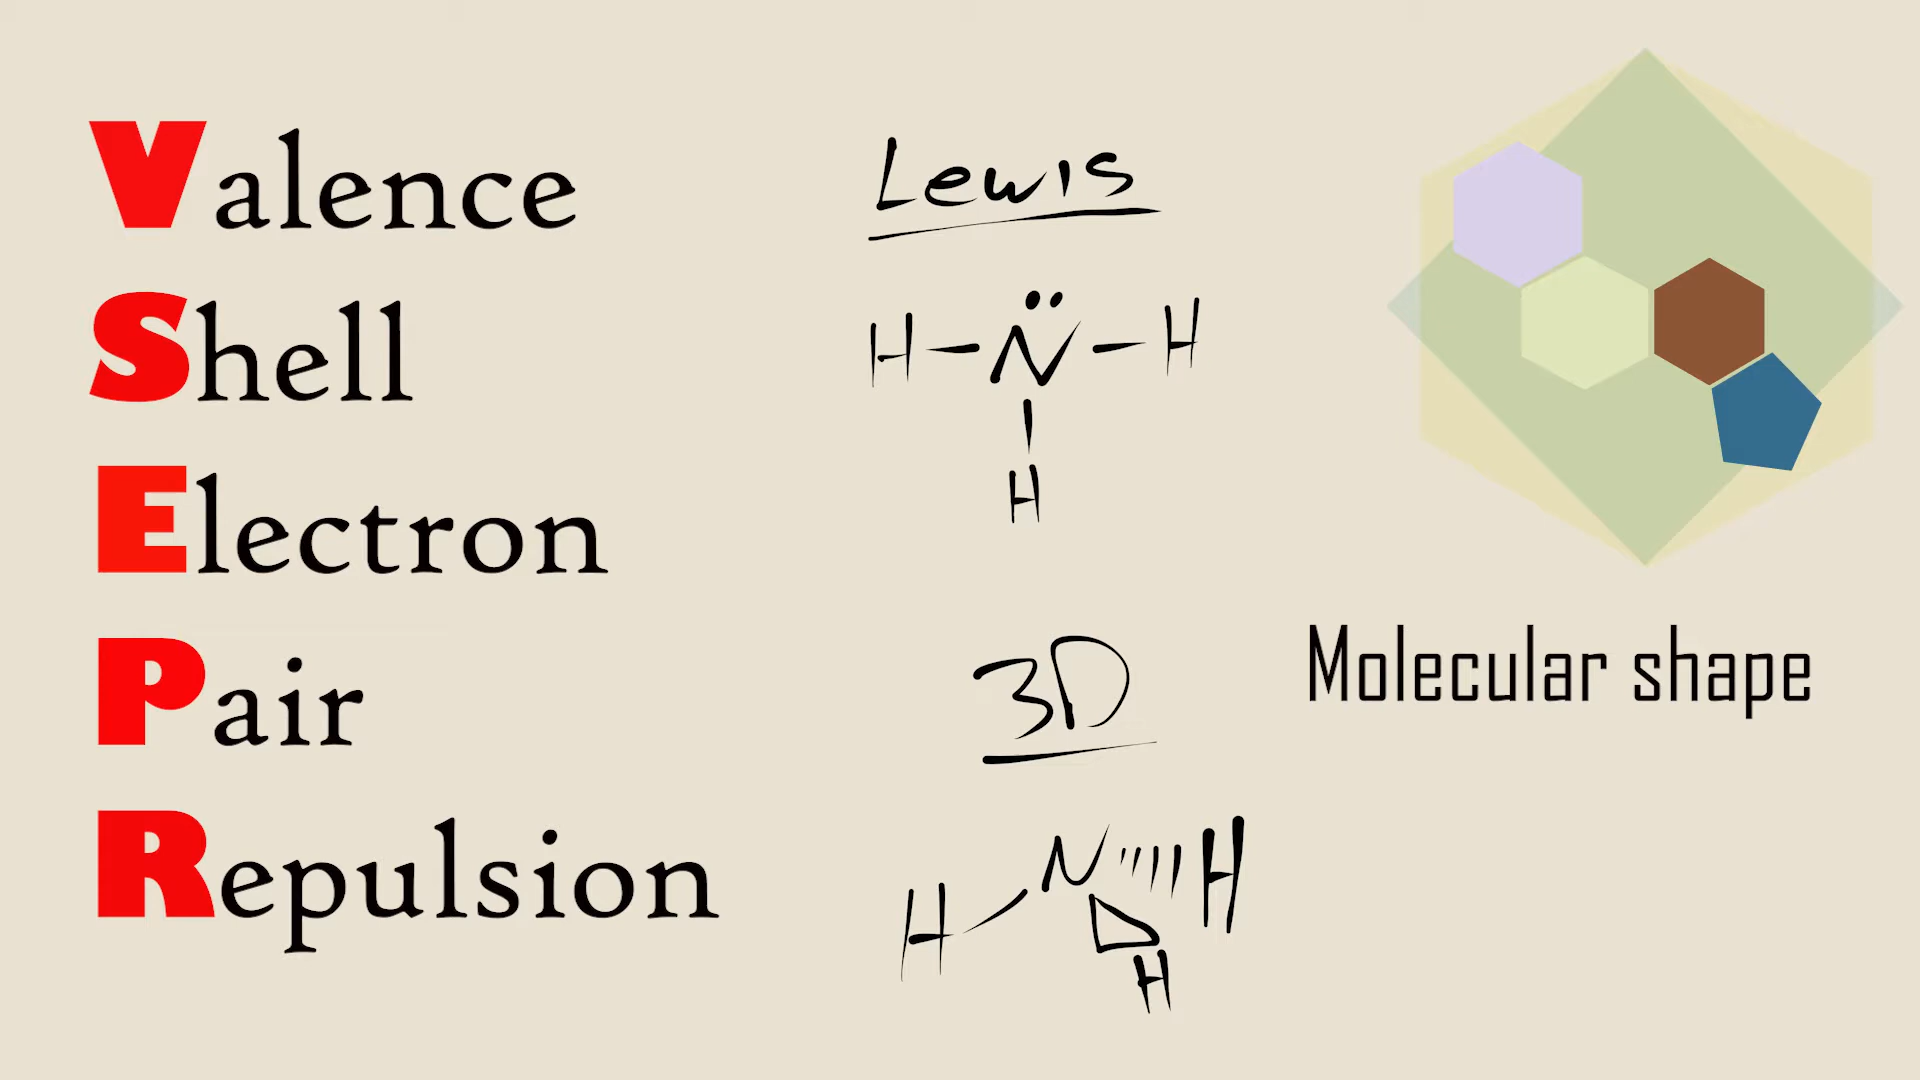 Valence
Shell
Electron
Pair
Repulsion
Lewis
H-N̈-H
|
H
3D
N H
H
H
Molecular shape